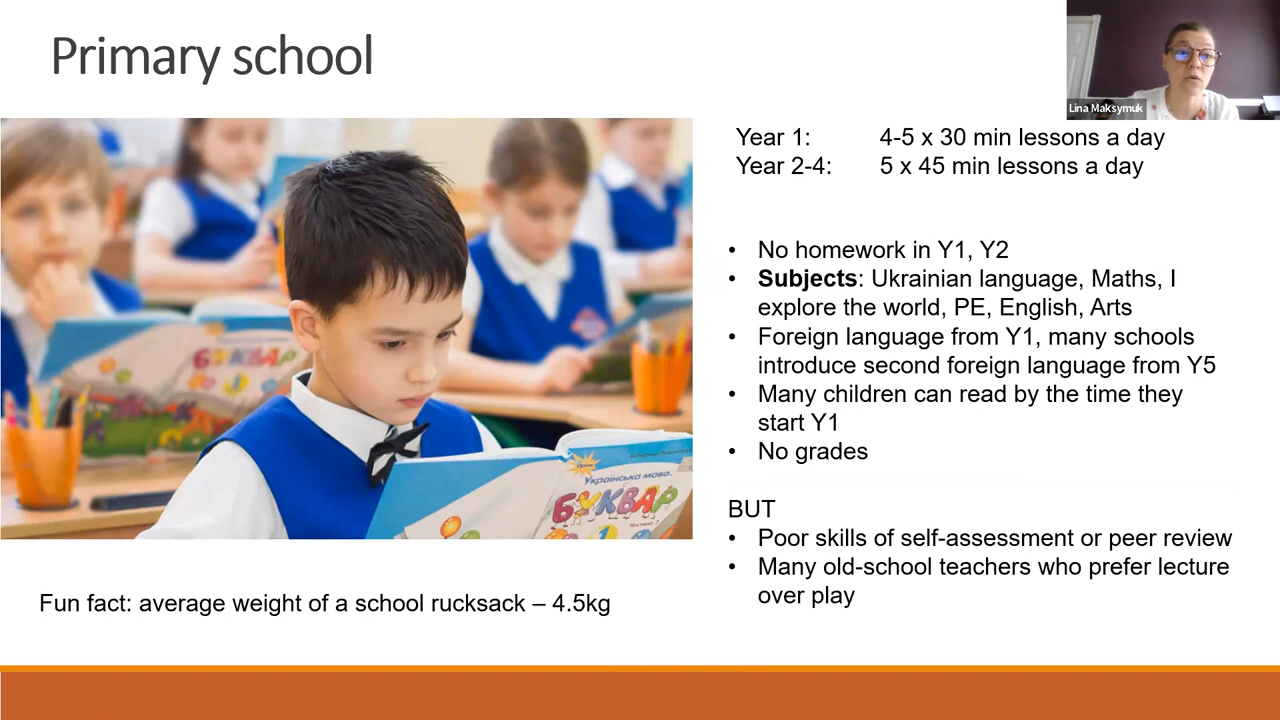 Primary school
Lina Maksymuk
Year 1: 4-5 x 30 min lessons a day
Year 2-4: 5 x 45 min lessons a day
• No homework in Y1, Y2
• Subjects: Ukrainian language, Maths, I
explore the world, PE, English, Arts
• Foreign language from Y1, many schools
introduce second foreign language from Y5
• Many children can read by the time they
start Y1
• No grades
BUT
• Poor skills of self-assessment or peer review
• Many old-school teachers who prefer lecture
over play
БУКВАР
1
Українська мова.
БУКВАР
Частина 2
1
Fun fact: average weight of a school rucksack – 4.5kg